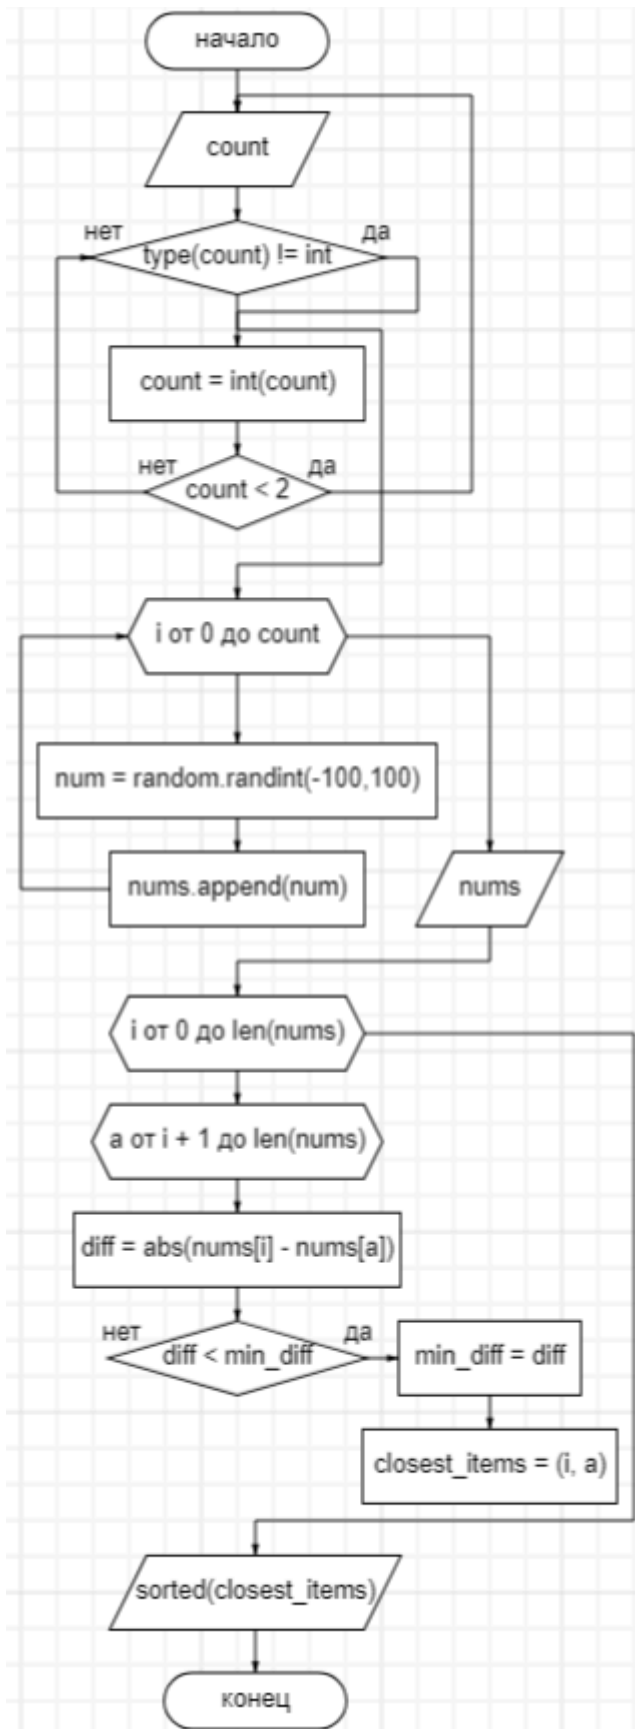 начало
count
нет
да
type(count) != int
count = int(count)
нет
да
count < 2
i от 0 до count
num = random.randint(-100,100)
nums.append(num)
nums
i от 0 до len(nums)
a от i + 1 до len(nums)
diff = abs(nums[i] - nums[a])
нет
да
diff < min_diff
min_diff = diff
closest_items = (i, a)
sorted(closest_items)
конец